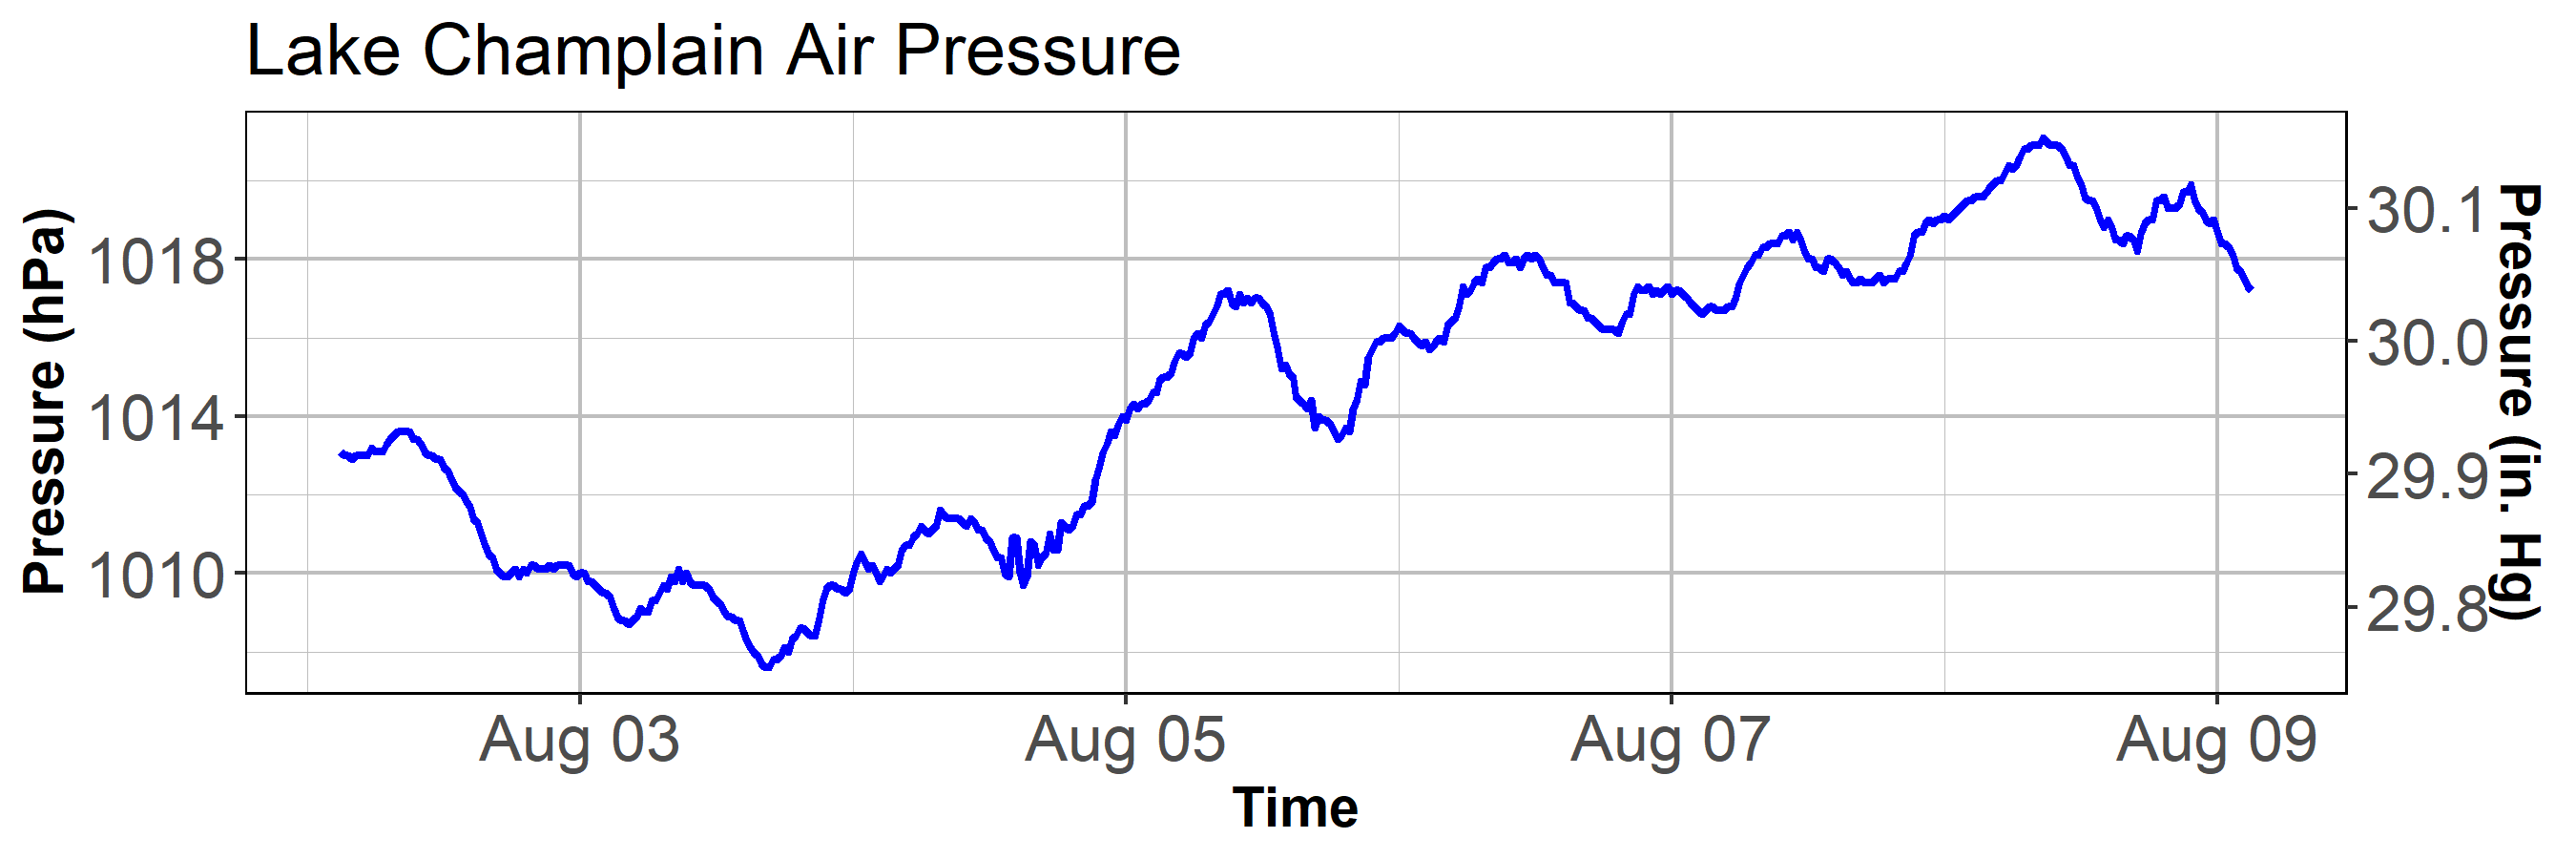 Lake Champlain Air Pressure
Pressure (hPa)
1018
1014
1010
30.1
30.0
29.9
29.8
Pressure (in. Hg)
Aug 03
Aug 05
Aug 07
Aug 09
Time